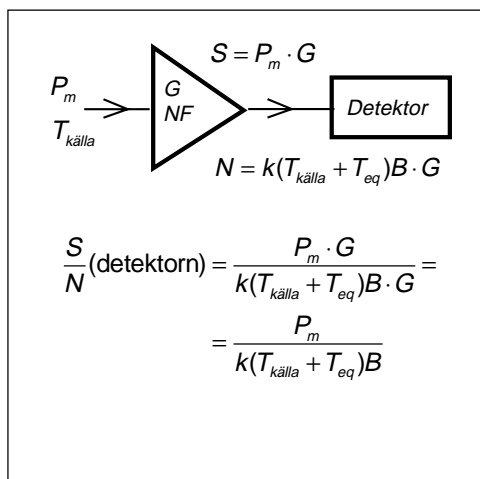 S = P_m · G
P_m
G
NF
Detektor
T_källa
N = k(T_källa + T_eq)B · G
S/N (detektorn) = P_m · G / k(T_källa + T_eq)B · G =
= P_m / k(T_källa + T_eq)B